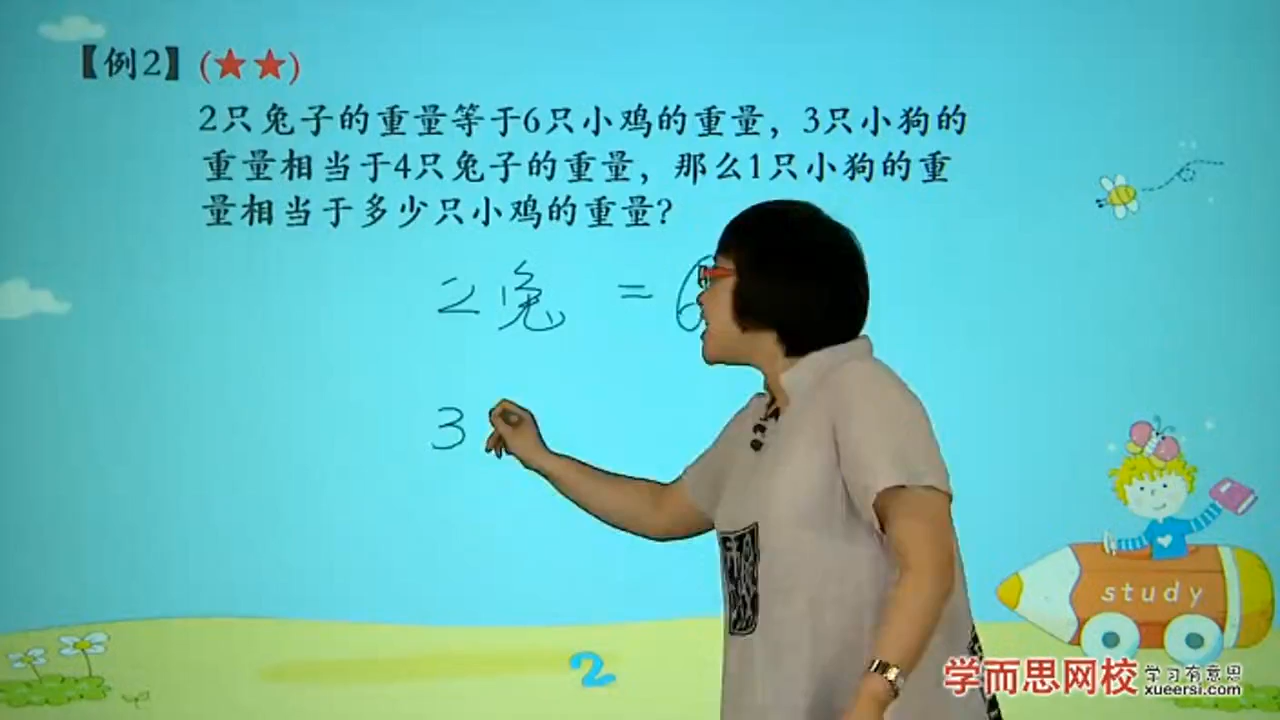 【例2】(★★)
2只兔子的重量等于6只小鸡的重量，3只小狗的
重量相当于4只兔子的重量，那么1只小狗的重
量相当于多少只小鸡的重量？
2兔 = 6
3
study
2
学而思网校 学习有意思
xueersi.com